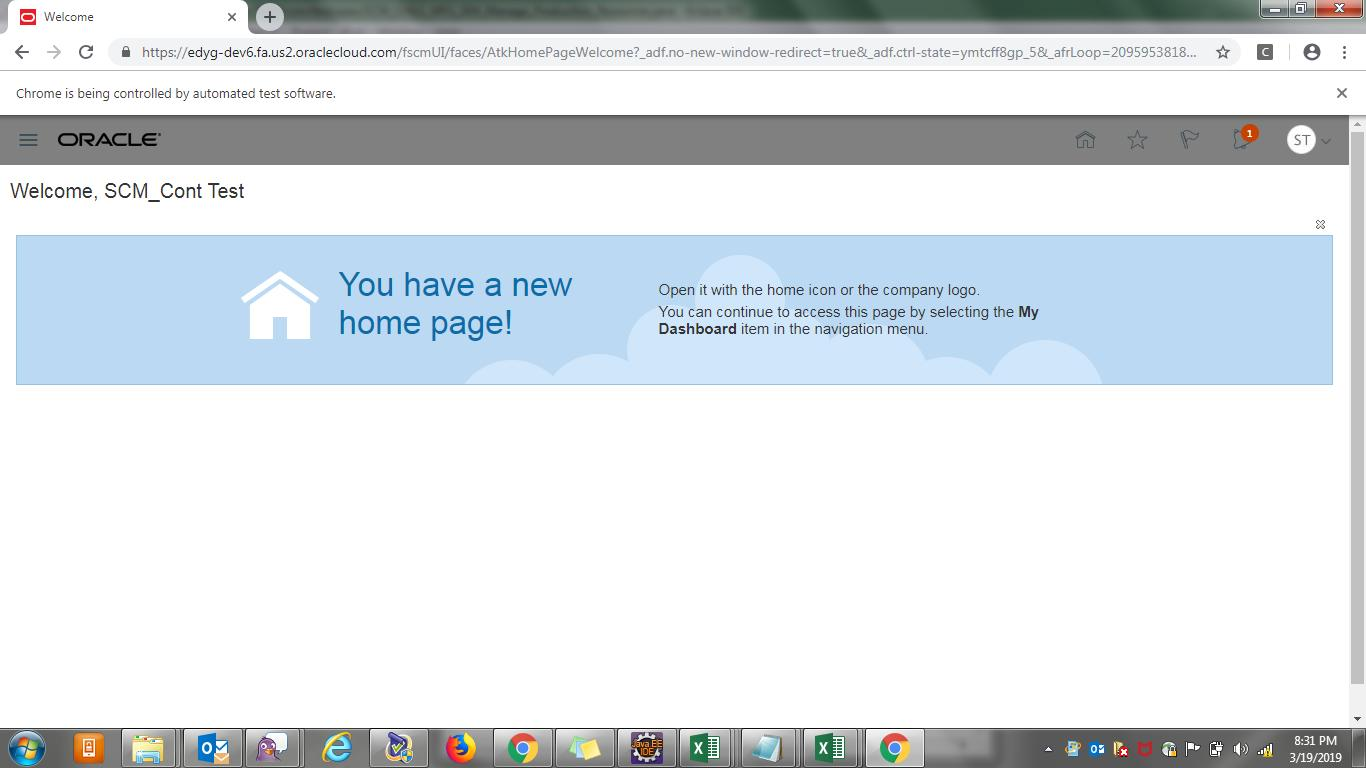 Welcome
https://edyg-dev6.fa.us2.oraclecloud.com/fscmUI/faces/AtkHomePageWelcome?_adf.no-new-window-redirect=true&_adf.ctrl-state=ymtcff8gp_5&_afrLoop=2095953818...
C
Chrome is being controlled by automated test software.
ORACLE
1
ST
Welcome, SCM_Cont Test
You have a new
home page!
Open it with the home icon or the company logo.
You can continue to access this page by selecting the My
Dashboard item in the navigation menu.
Java EE
IDE
8:31 PM
3/19/2019